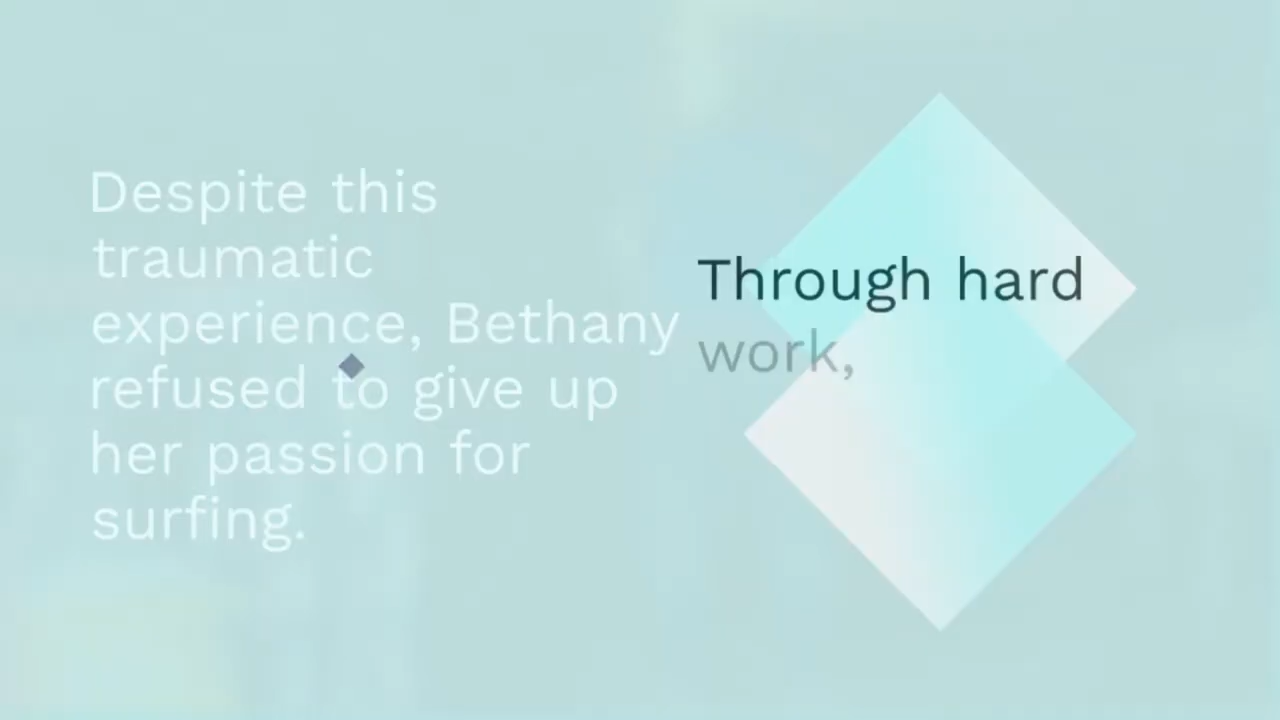 Despite this
traumatic
experience, Bethany
refused to give up
her passion for
surfing.
Through hard
work,